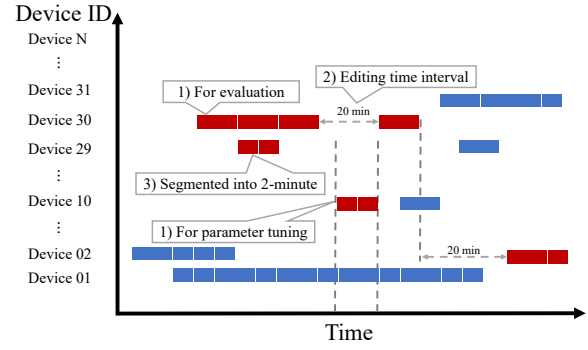 Device ID
Device N
⋮
Device 31
Device 30
Device 29
⋮
Device 10
⋮
Device 02
Device 01
1) For evaluation
2) Editing time interval
20 min
3) Segmented into 2-minute
1) For parameter tuning
20 min
Time